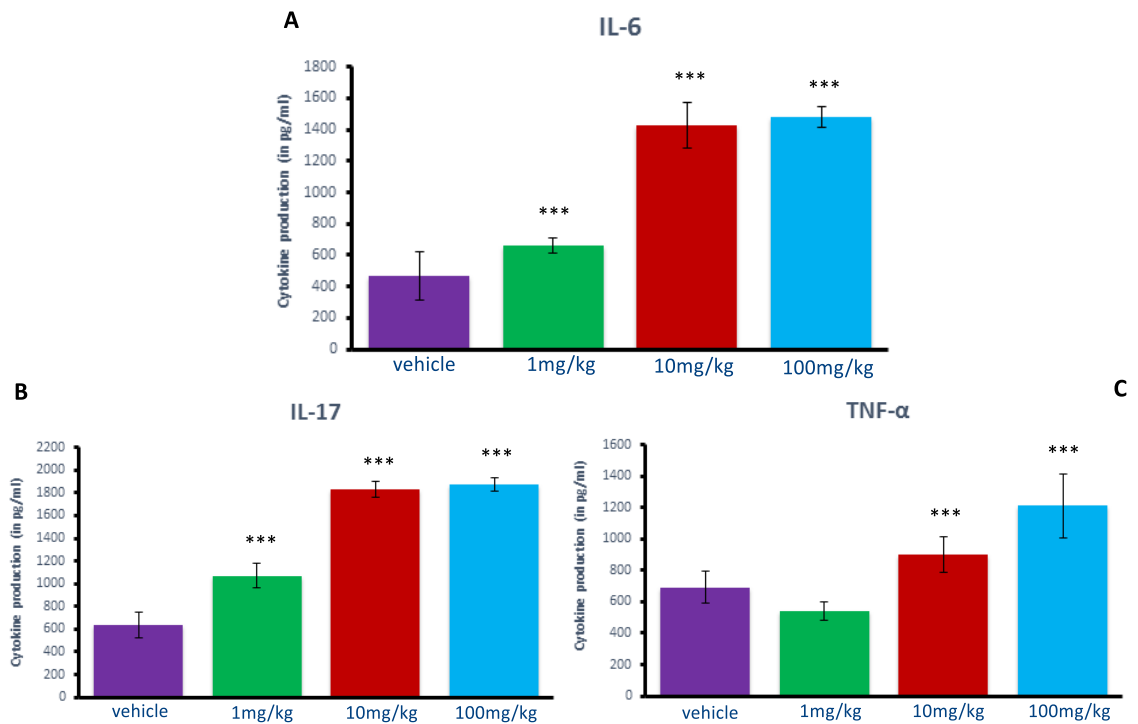 A
IL-6
Cytokine production (in pg/ml)
1800
1600
1400
1200
1000
800
600
400
200
0
***
***
***
vehicle
1mg/kg
10mg/kg
100mg/kg
B
IL-17
Cytokine production (in pg/ml)
2200
2000
1800
1600
1400
1200
1000
800
600
400
200
0
***
***
***
vehicle
1mg/kg
10mg/kg
100mg/kg
C
TNF-α
Cytokine production (in pg/ml)
1600
1400
1200
1000
800
600
400
200
0
***
***
vehicle
1mg/kg
10mg/kg
100mg/kg